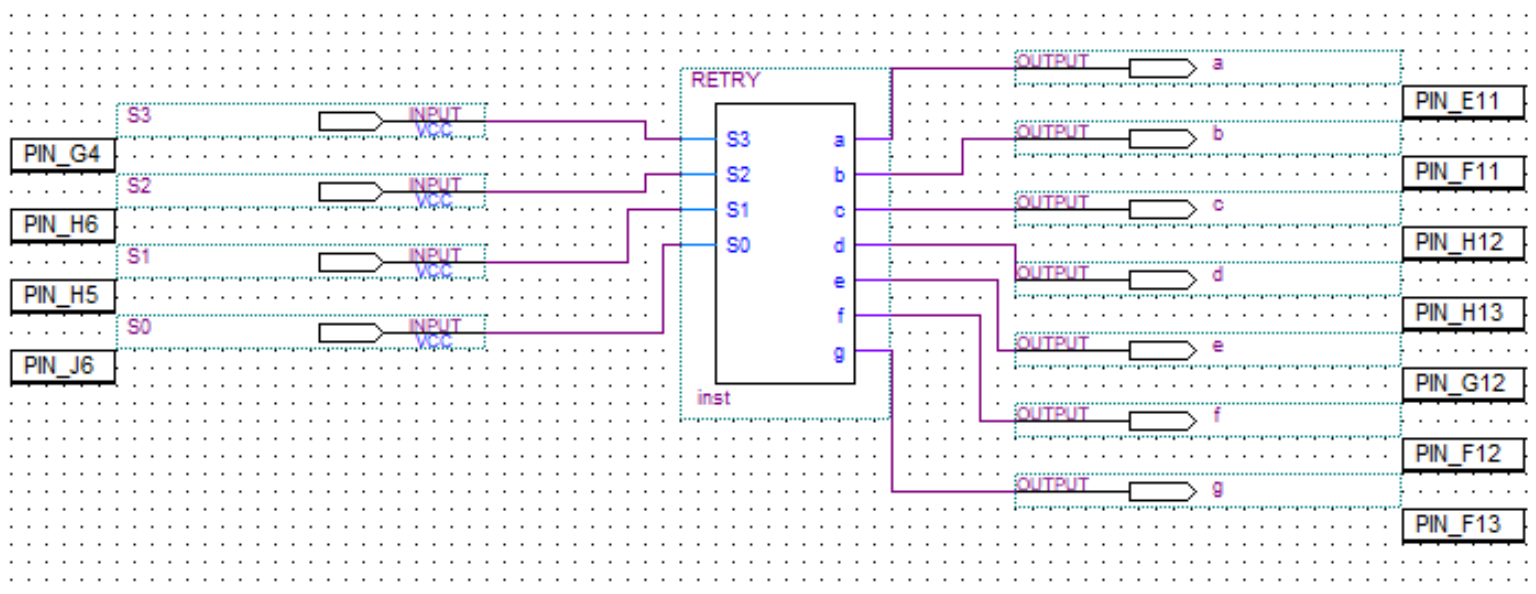 S3 INPUT VCC
PIN_G4
S2 INPUT VCC
PIN_H6
S1 INPUT VCC
PIN_H5
S0 INPUT VCC
PIN_J6
RETRY
S3 a
S2 b
S1 c
S0 d
e
f
g
inst
OUTPUT a
PIN_E11
OUTPUT b
PIN_F11
OUTPUT c
PIN_H12
OUTPUT d
PIN_H13
OUTPUT e
PIN_G12
OUTPUT f
PIN_F12
OUTPUT g
PIN_F13